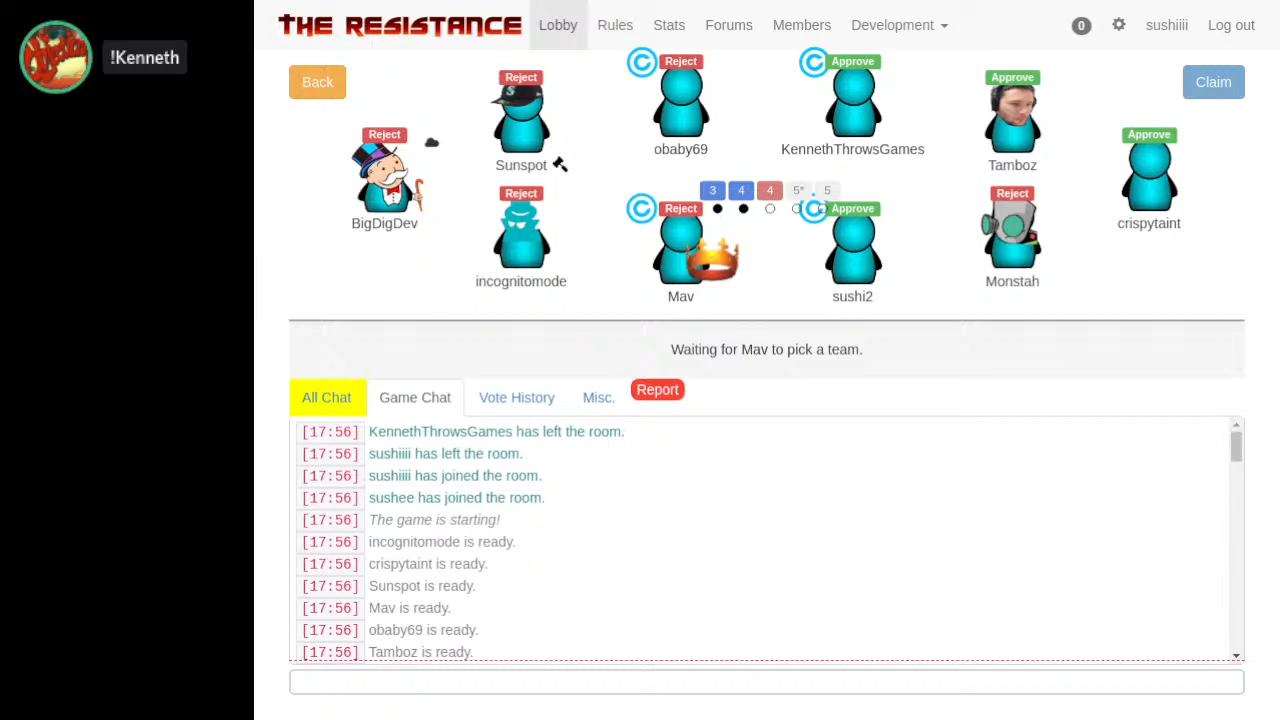 !Kenneth
THE RESISTANCE
Lobby
Rules
Stats
Forums
Members
Development
0
sushiiii
Log out
Back
Claim
Reject
BigDigDev
Reject
Sunspot
Reject
obaby69
Approve
KennethThrowsGames
Approve
Tamboz
Approve
crispytaint
Reject
incognitomode
Reject
Mav
Approve
sushi2
Reject
Monstah
3 4 4 5* 5
Waiting for Mav to pick a team.
All Chat
Game Chat
Vote History
Misc.
Report
[17:56] KennethThrowsGames has left the room.
[17:56] sushiiii has left the room.
[17:56] sushiiii has joined the room.
[17:56] sushee has joined the room.
[17:56] The game is starting!
[17:56] incognitomode is ready.
[17:56] crispytaint is ready.
[17:56] Sunspot is ready.
[17:56] Mav is ready.
[17:56] obaby69 is ready.
[17:56] Tamboz is ready.